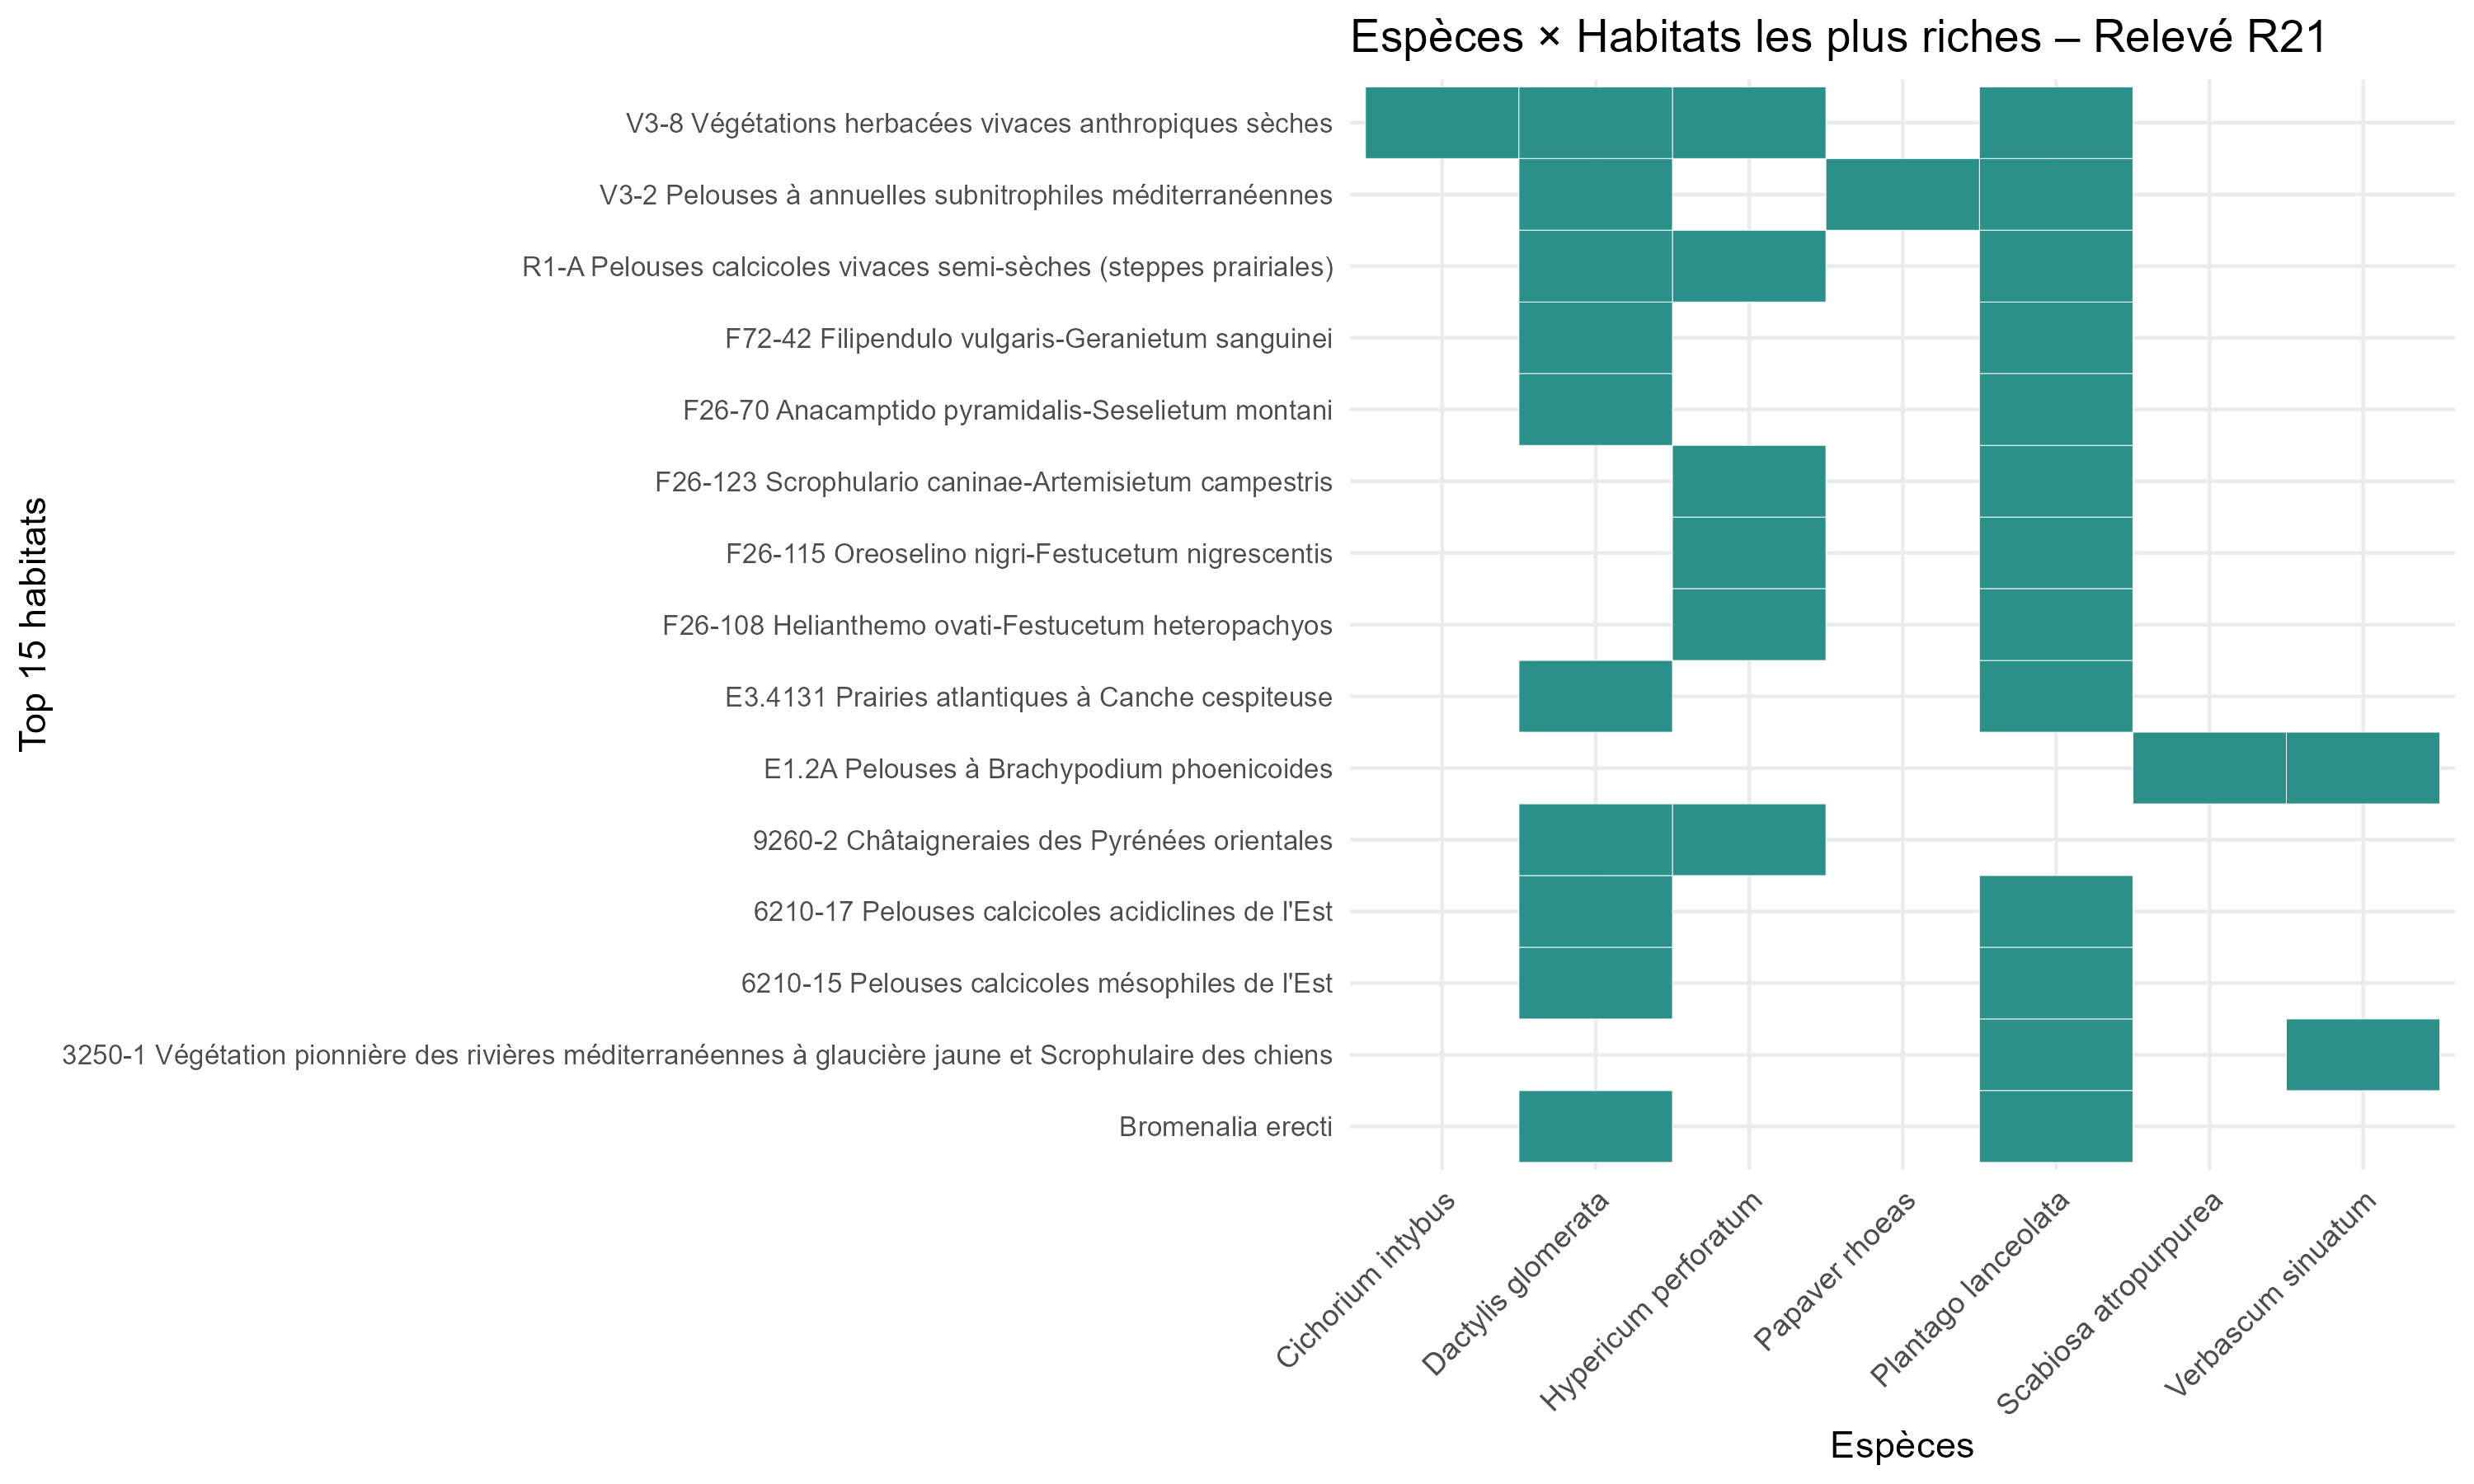 Espèces × Habitats les plus riches – Relevé R21
Top 15 habitats
V3-8 Végétations herbacées vivaces anthropiques sèches
V3-2 Pelouses à annuelles subnitrophiles méditerranéennes
R1-A Pelouses calcicoles vivaces semi-sèches (steppes prairiales)
F72-42 Filipendulo vulgaris-Geranietum sanguinei
F26-70 Anacamptido pyramidalis-Seselietum montani
F26-123 Scrophulario caninae-Artemisietum campestris
F26-115 Oreoselino nigri-Festucetum nigrescentis
F26-108 Helianthemo ovati-Festucetum heteropachyos
E3.4131 Prairies atlantiques à Canche cespiteuse
E1.2A Pelouses à Brachypodium phoenicoides
9260-2 Châtaigneraies des Pyrénées orientales
6210-17 Pelouses calcicoles acidiclines de l'Est
6210-15 Pelouses calcicoles mésophiles de l'Est
3250-1 Végétation pionnière des rivières méditerranéennes à glaucière jaune et Scrophulaire des chiens
Bromenalia erecti
Cichorium intybus
Dactylis glomerata
Hypericum perforatum
Papaver rhoeas
Plantago lanceolata
Scabiosa atropurpurea
Verbascum sinuatum
Espèces